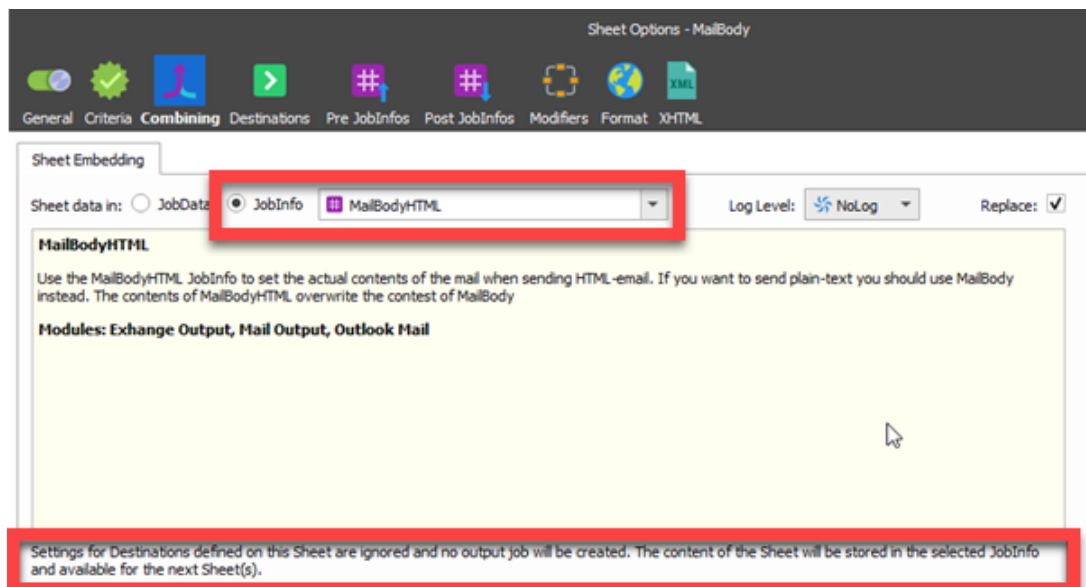 Sheet Options - MailBody
XML
General Criteria Combining Destinations Pre JobInfos Post JobInfos Modifiers Format XHTML
Sheet Embedding
Sheet data in: JobData JobInfo MailBodyHTML Log Level: NoLog Replace:
MailBodyHTML
Use the MailBodyHTML JobInfo to set the actual contents of the mail when sending HTML-email. If you want to send plain-text you should use MailBody
instead. The contents of MailBodyHTML overwrite the contest of MailBody
Modules: Exhange Output, Mail Output, Outlook Mail
Settings for Destinations defined on this Sheet are ignored and no output job will be created. The content of the Sheet will be stored in the selected JobInfo
and available for the next Sheet(s).